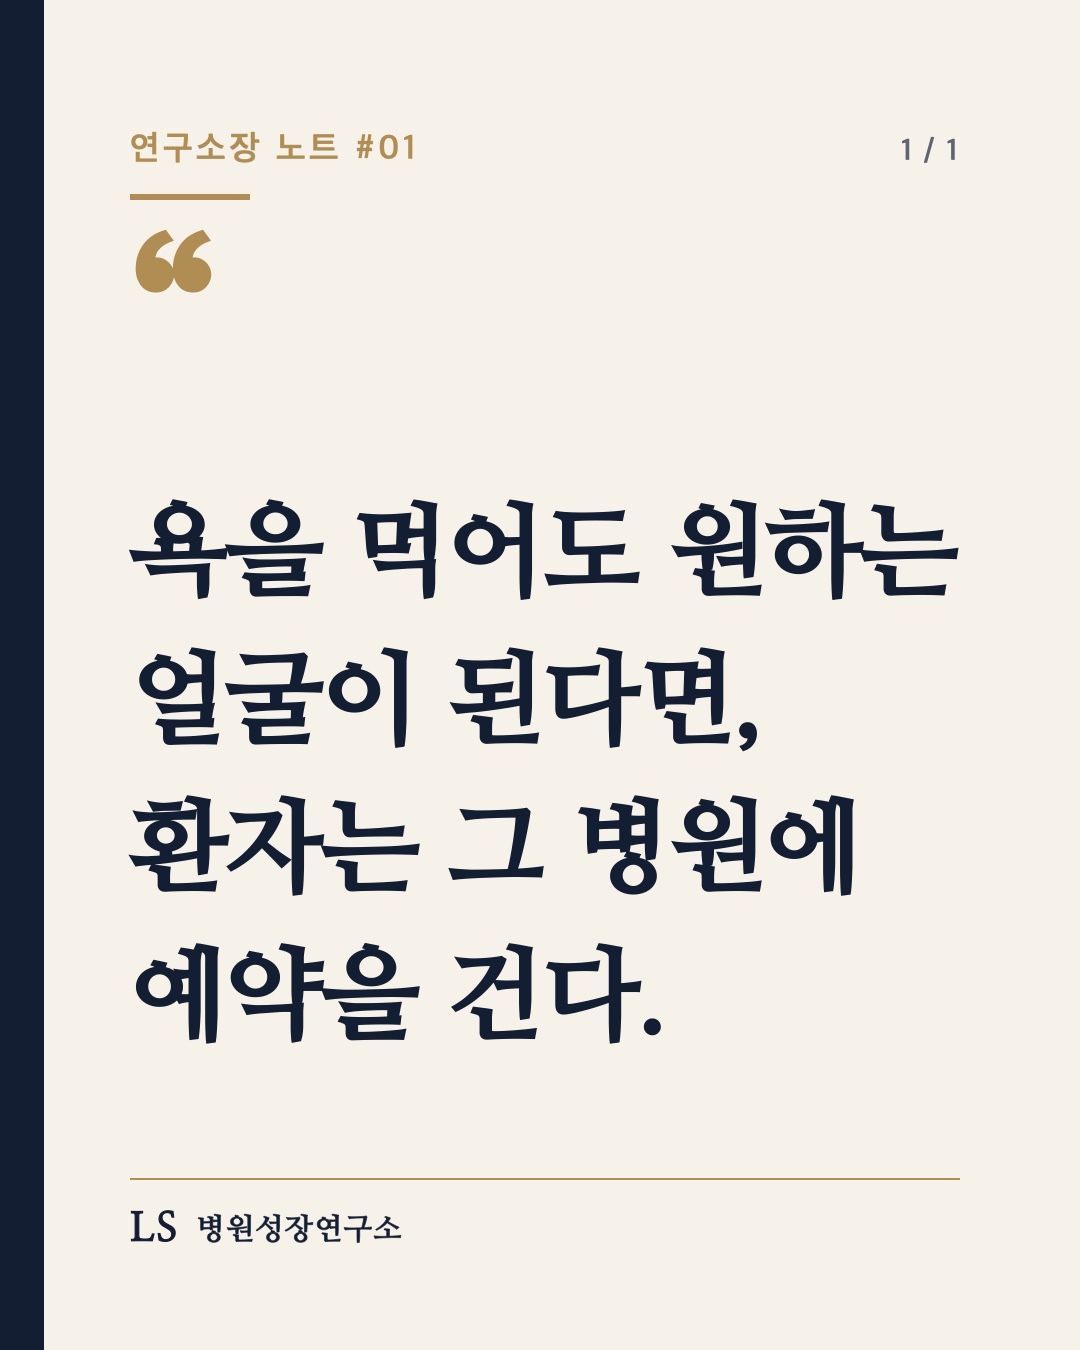 연구소장 노트 #01
1 / 1
“
욕을 먹어도 원하는
얼굴이 된다면,
환자는 그 병원에
예약을 건다.
LS 병원성장연구소